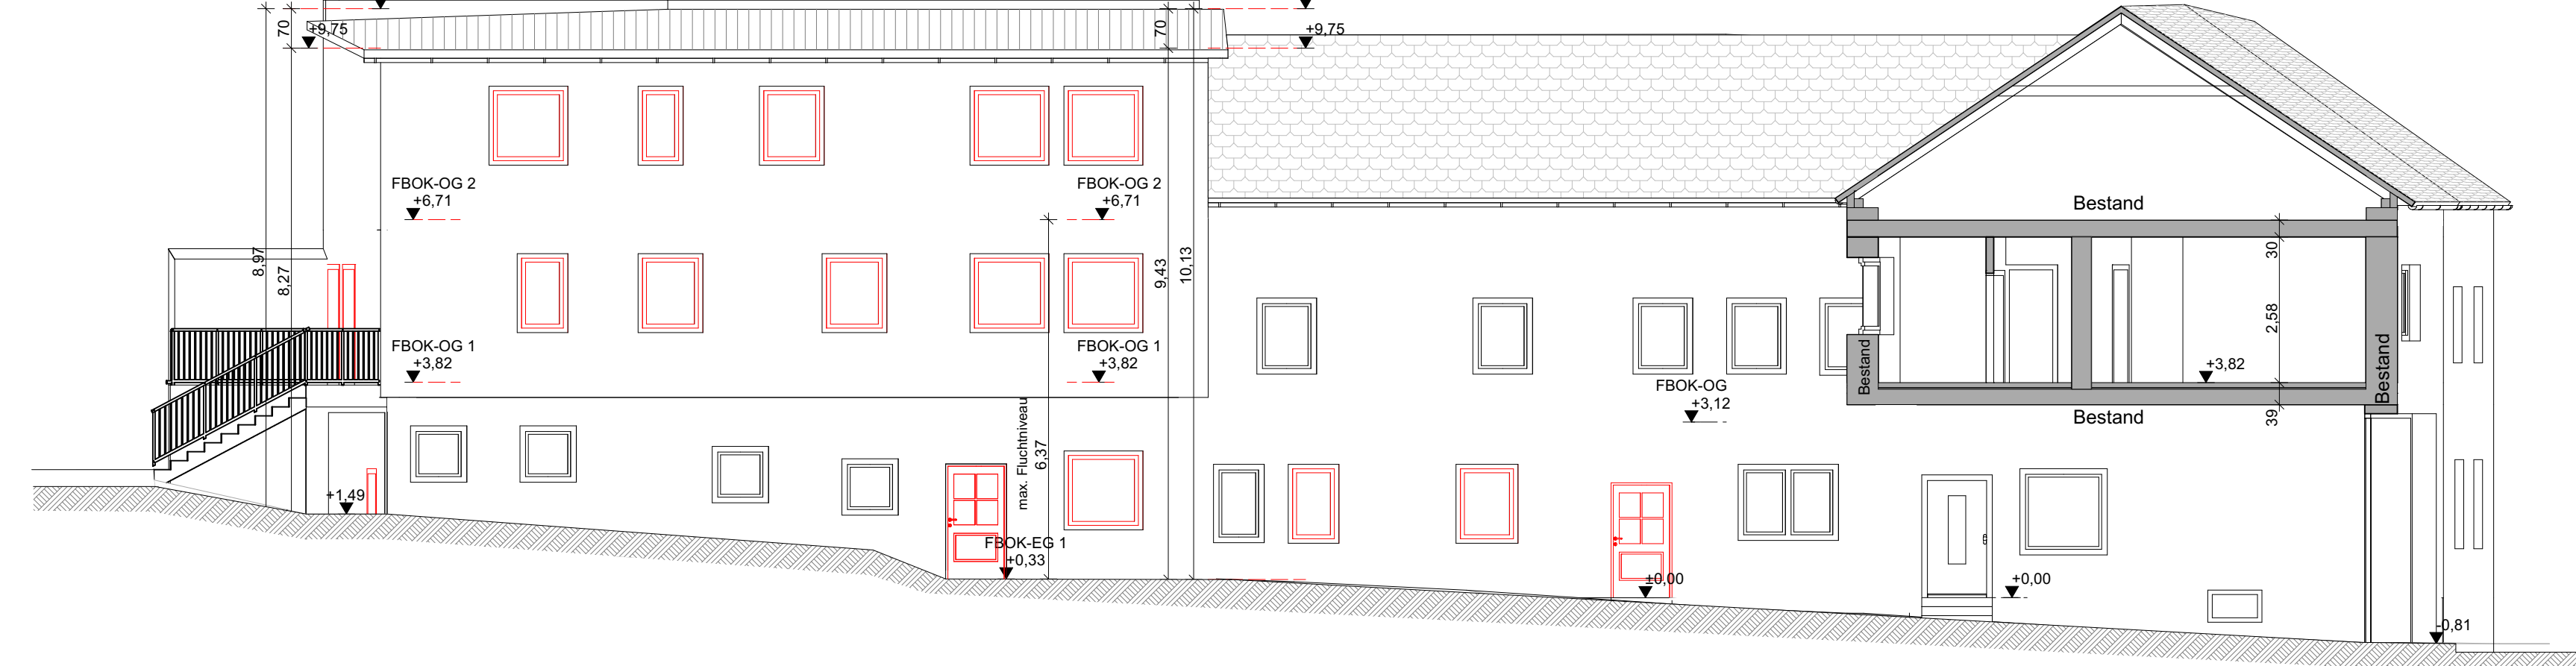 70
+9,75
70
+9,75
FBOK-OG 2
+6,71
FBOK-OG 2
+6,71
Bestand
8,97
8,27
9,43
10,13
30
2,58
FBOK-OG 1
+3,82
FBOK-OG 1
+3,82
FBOK-OG
+3,12
Bestand
+3,82
Bestand
Bestand
39
max. Fluchtniveau
6,37
+1,49
FBOK-EG 1
+0,33
±0,00
+0,00
-0,81